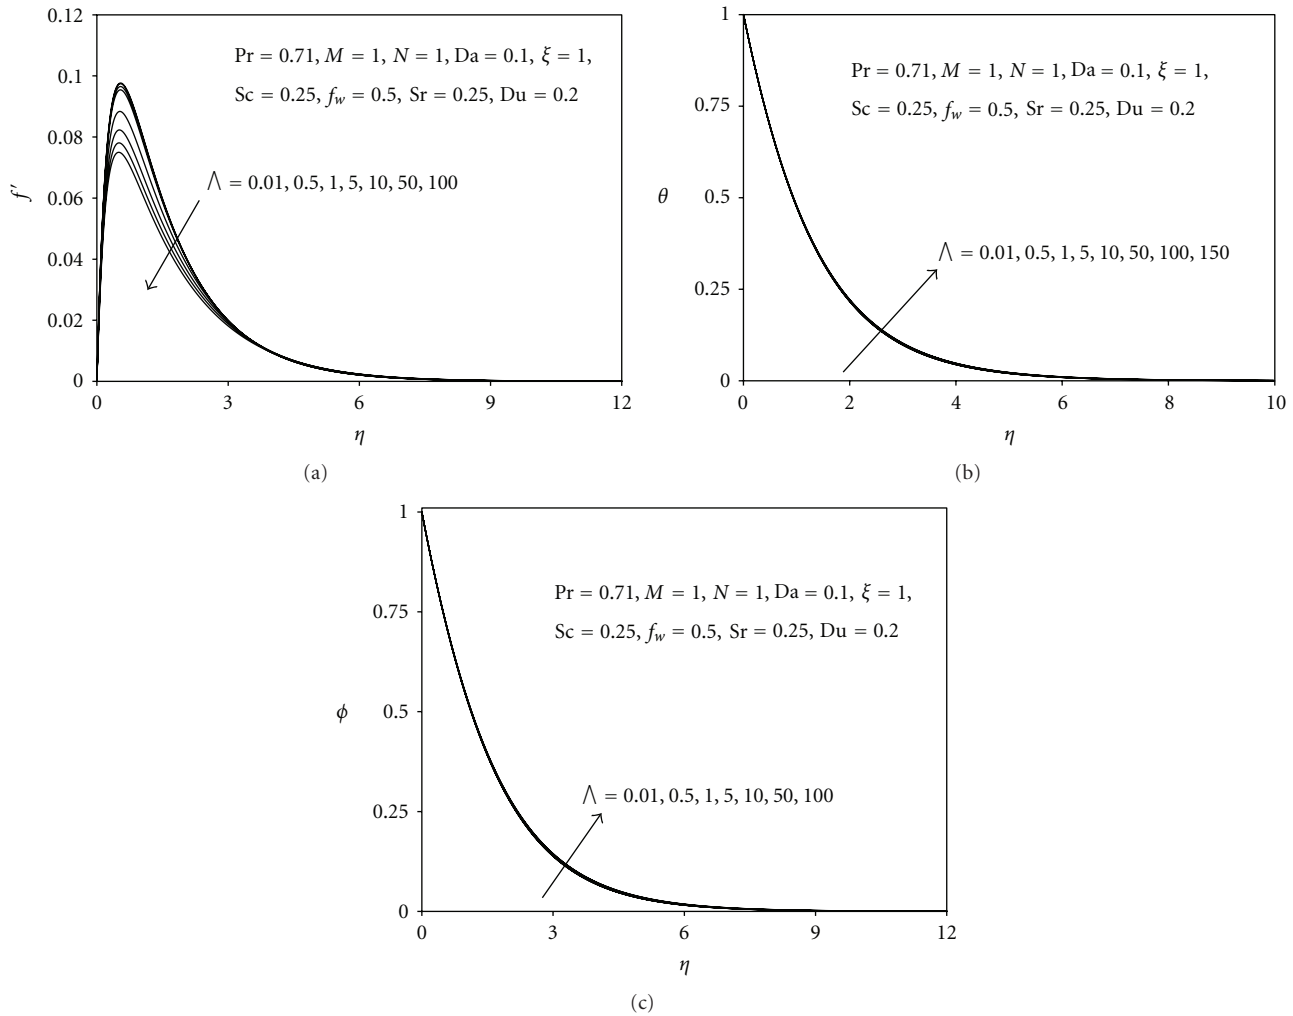 0.12
0.1
0.08
0.06
0.04
0.02
0
f′
Pr = 0.71, M = 1, N = 1, Da = 0.1, ξ = 1,
Sc = 0.25, f_w = 0.5, Sr = 0.25, Du = 0.2
Λ = 0.01, 0.5, 1, 5, 10, 50, 100
0 3 6 9 12
η
(a)
1
0.75
0.5
0.25
0
θ
Pr = 0.71, M = 1, N = 1, Da = 0.1, ξ = 1,
Sc = 0.25, f_w = 0.5, Sr = 0.25, Du = 0.2
Λ = 0.01, 0.5, 1, 5, 10, 50, 100, 150
0 2 4 6 8 10
η
(b)
1
0.75
0.5
0.25
0
ϕ
Pr = 0.71, M = 1, N = 1, Da = 0.1, ξ = 1,
Sc = 0.25, f_w = 0.5, Sr = 0.25, Du = 0.2
Λ = 0.01, 0.5, 1, 5, 10, 50, 100
0 3 6 9 12
η
(c)